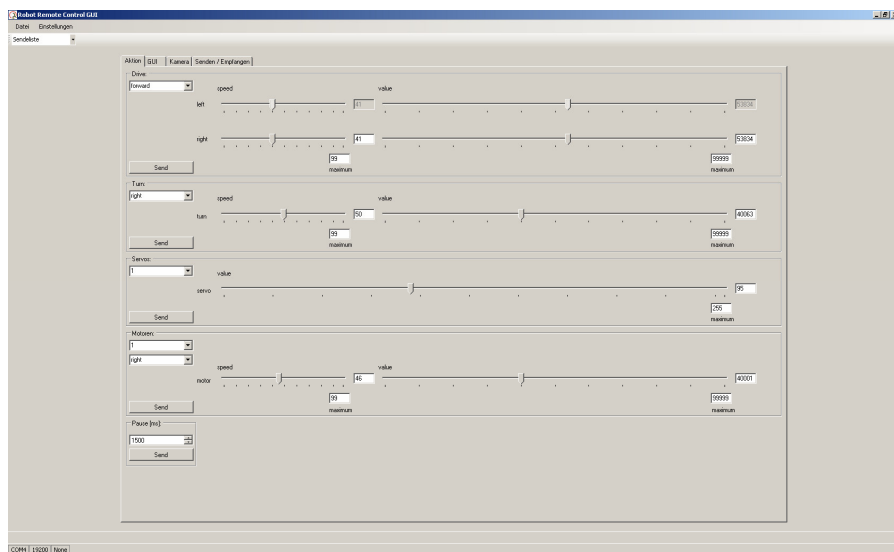 Robot Remote Control GUI
Datei Einstellungen
Sendeliste
Aktion GUI Kamera Senden / Empfangen
Drive:
forward
speed value
left 41 53834
right 41 53834
99 99999
Send maximum maximum
Turn:
right
speed value
turn 50 40063
99 99999
Send maximum maximum
Servos:
1
value
servo 95
255
Send maximum
Motoren:
1
right
speed value
motor 46 40001
99 99999
Send maximum maximum
Pause (ms):
1500
Send
COM4 19200 None